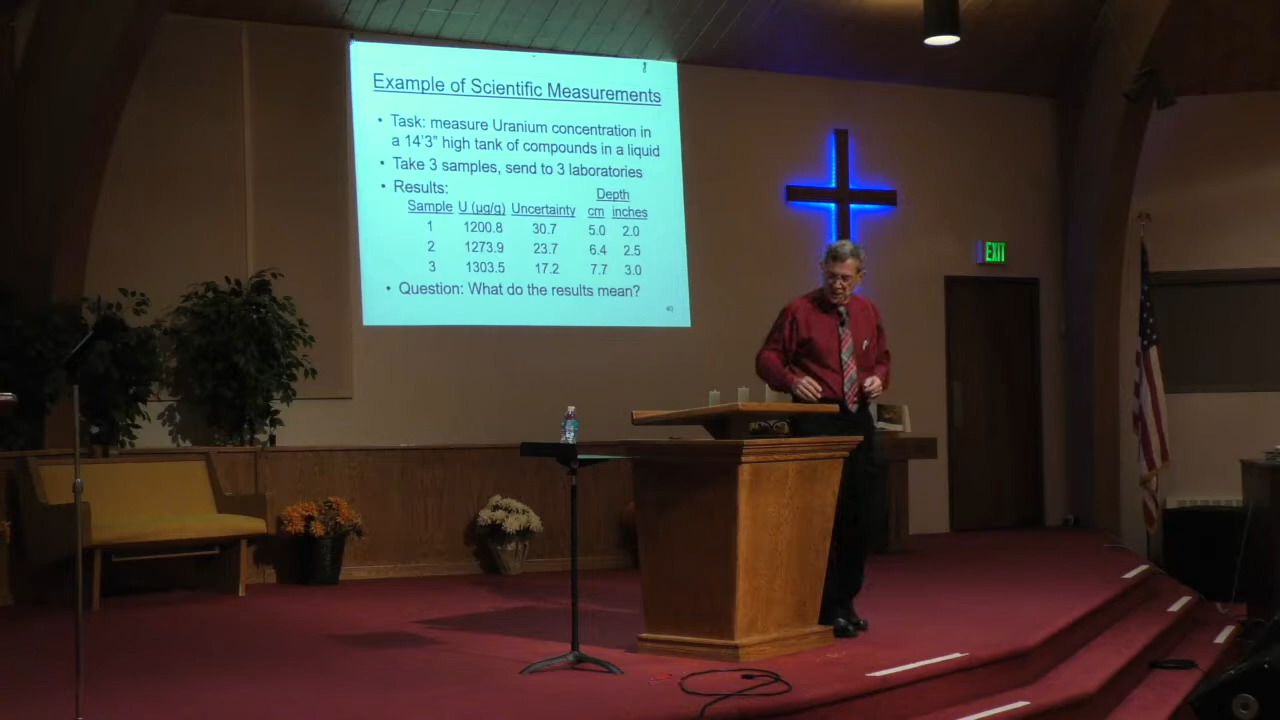 Example of Scientific Measurements
• Task: measure Uranium concentration in
a 14'3" high tank of compounds in a liquid
• Take 3 samples, send to 3 laboratories
• Results:
Depth
Sample U (µg/g) Uncertainty cm inches
1 1200.8 30.7 5.0 2.0
2 1273.9 23.7 6.4 2.5
3 1303.5 17.2 7.7 3.0
• Question: What do the results mean?
EXIT